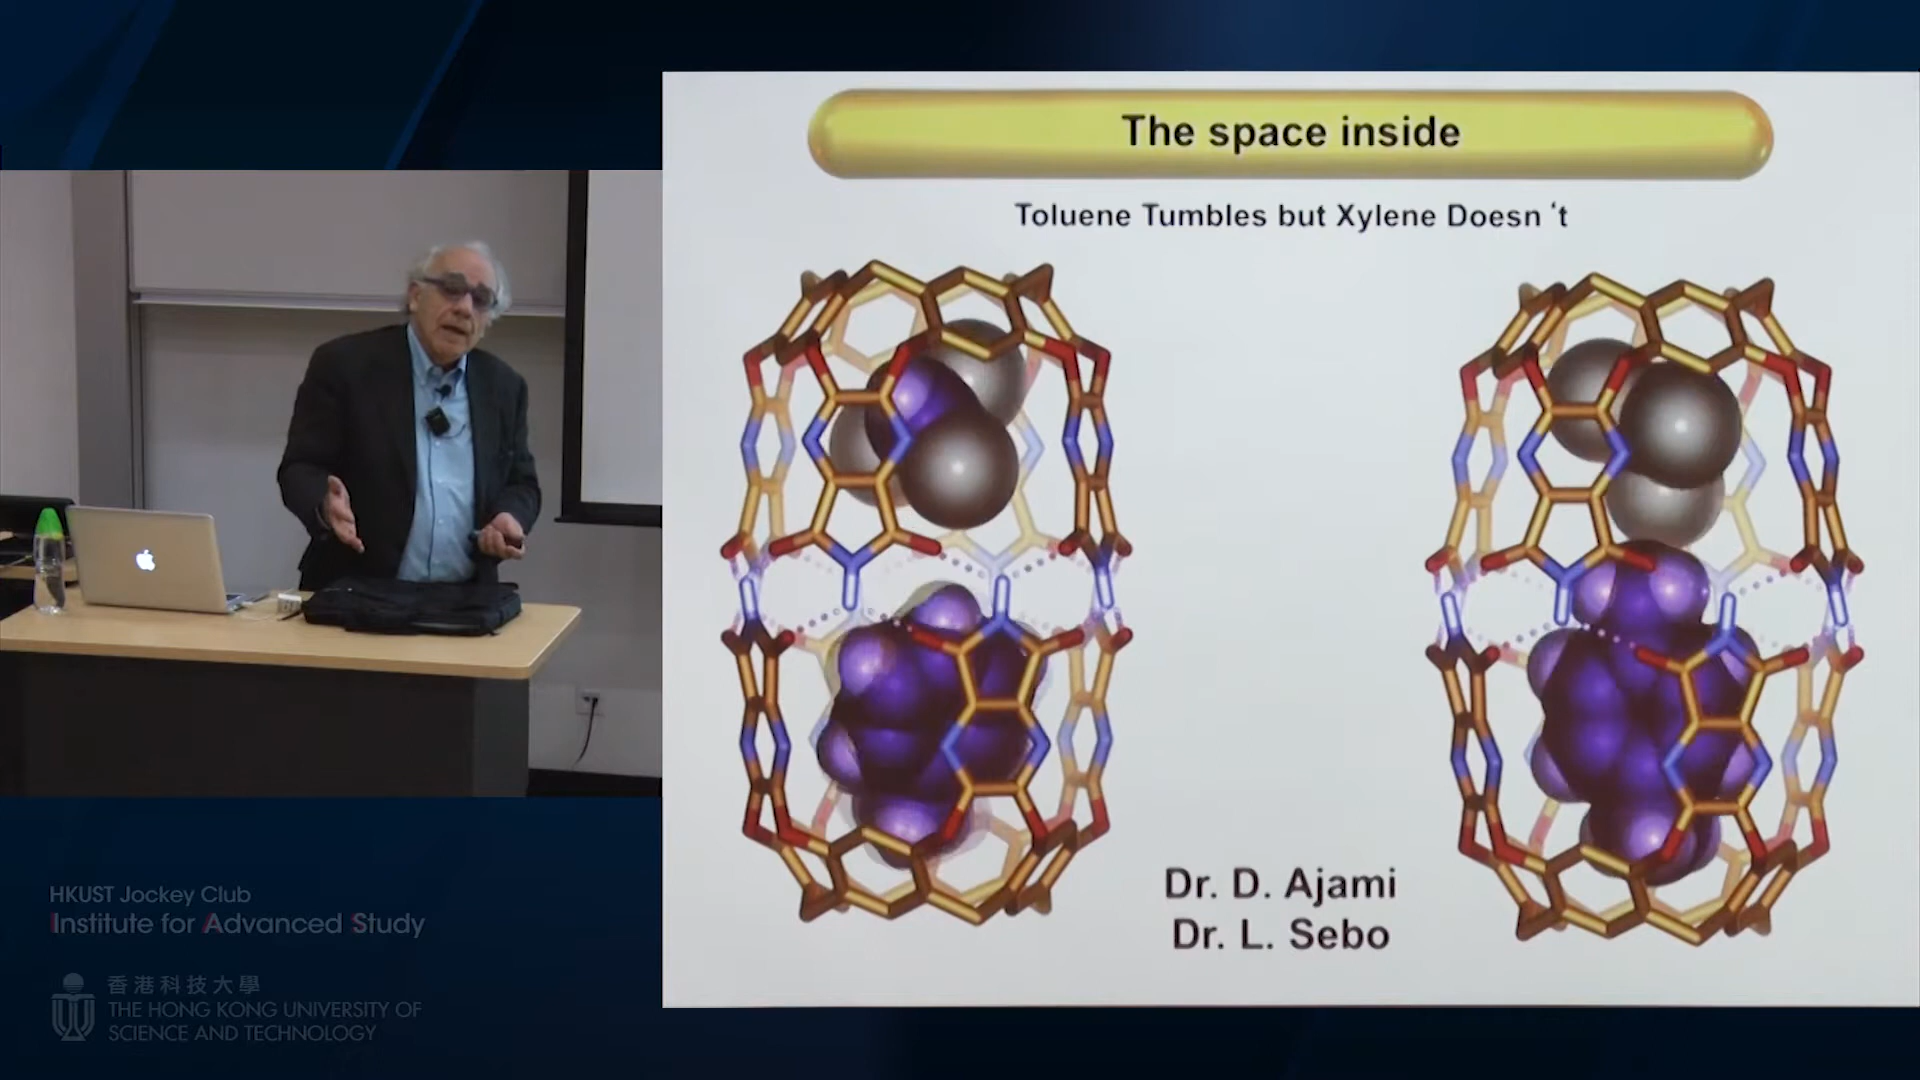 The space inside
Toluene Tumbles but Xylene Doesn ‘t
Dr. D. Ajami
Dr. L. Sebo
HKUST Jockey Club
Institute for Advanced Study
香港科技大學
THE HONG KONG UNIVERSITY OF
SCIENCE AND TECHNOLOGY